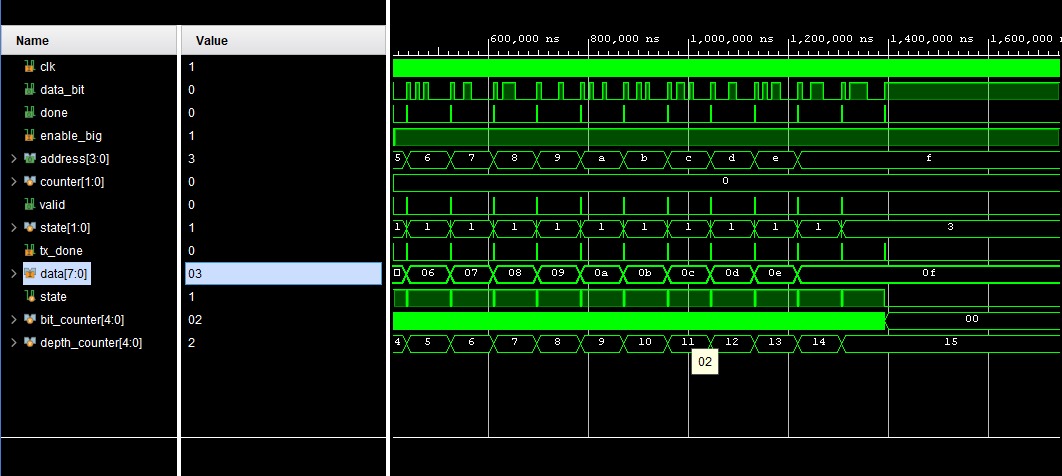 Name Value
600,000 ns 800,000 ns 1,000,000 ns 1,200,000 ns 1,400,000 ns 1,600,000
clk 1
data_bit 0
done 0
enable_big 1
address[3:0] 3 5 6 7 8 9 a b c d e f
counter[1:0] 0 0
valid 0
state[1:0] 1 1 1 1 1 1 1 1 1 1 1 1 3
tx_done 0
data[7:0] 03 06 07 08 09 0a 0b 0c 0d 0e 0f
state 1
bit_counter[4:0] 02 00
depth_counter[4:0] 2 4 5 6 7 8 9 10 11 12 13 14 15
02